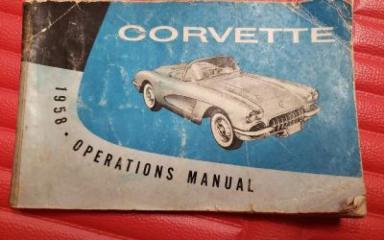 CORVETTE
1958 • OPERATIONS MANUAL